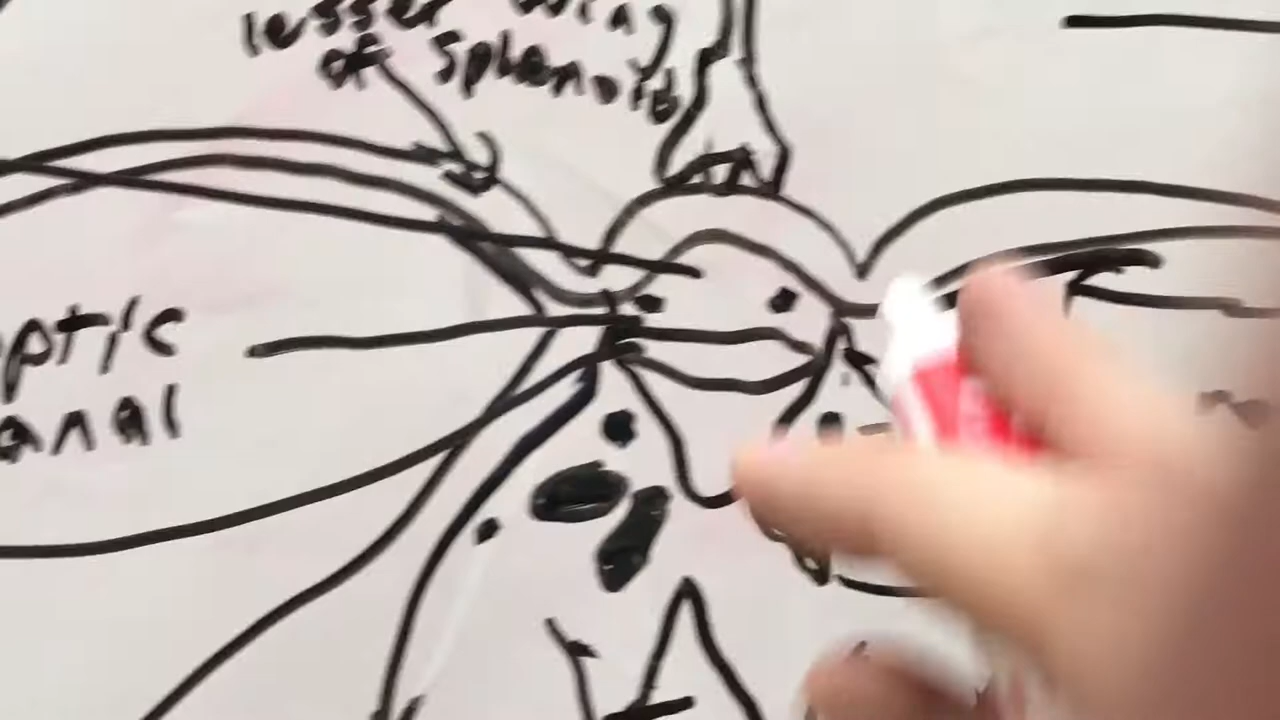 lesser wing
of sphenoid
optic
canal